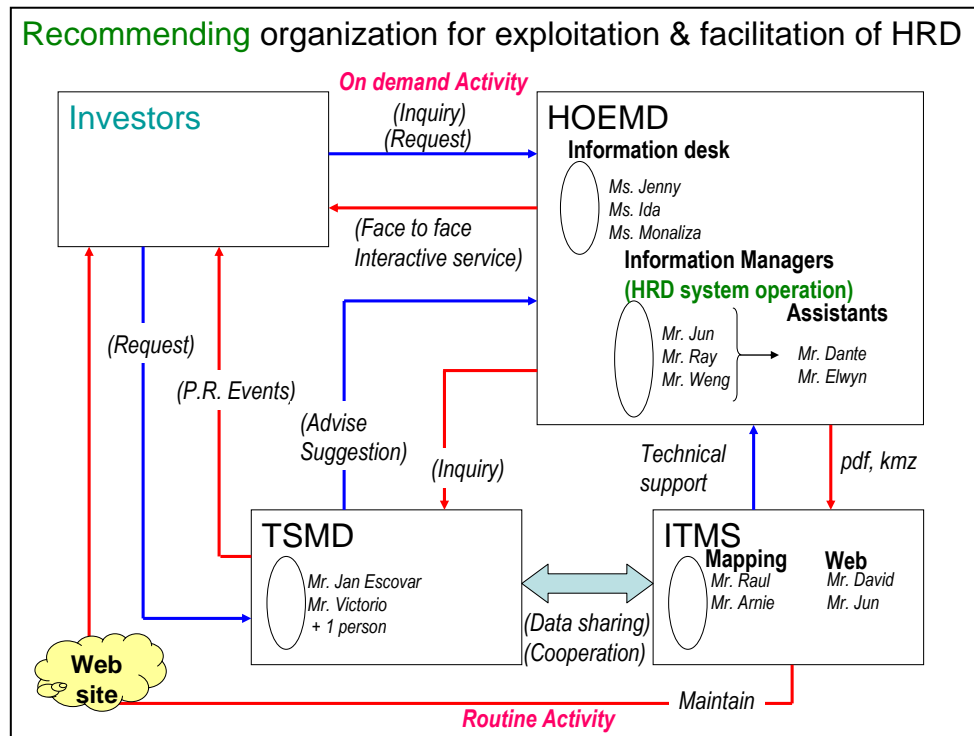 Recommending organization for exploitation & facilitation of HRD
On demand Activity
Investors
(Inquiry)
(Request)
HOEMD
Information desk
Ms. Jenny
Ms. Ida
Ms. Monaliza
(Face to face
Interactive service)
Information Managers
(HRD system operation)
Assistants
Mr. Jun
Mr. Ray
Mr. Weng
Mr. Dante
Mr. Elwyn
(Request)
(P.R. Events)
(Advise
Suggestion)
(Inquiry)
Technical
support
pdf, kmz
TSMD
Mr. Jan Escovar
Mr. Victorio
+ 1 person
(Data sharing)
(Cooperation)
ITMS
Mapping
Mr. Raul
Mr. Arnie
Web
Mr. David
Mr. Jun
Web
site
Maintain
Routine Activity